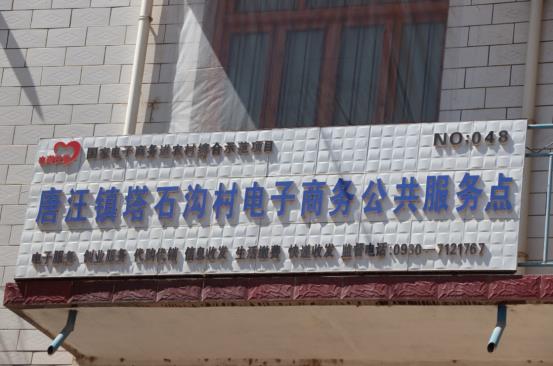 国家电子商务进农村综合示范项目
NO:048
唐汪镇塔石沟村电子商务公共服务点
电子服务 创业服务 代购代销 信息收发 生活缴费 快递收发 监督电话:0930—7121767